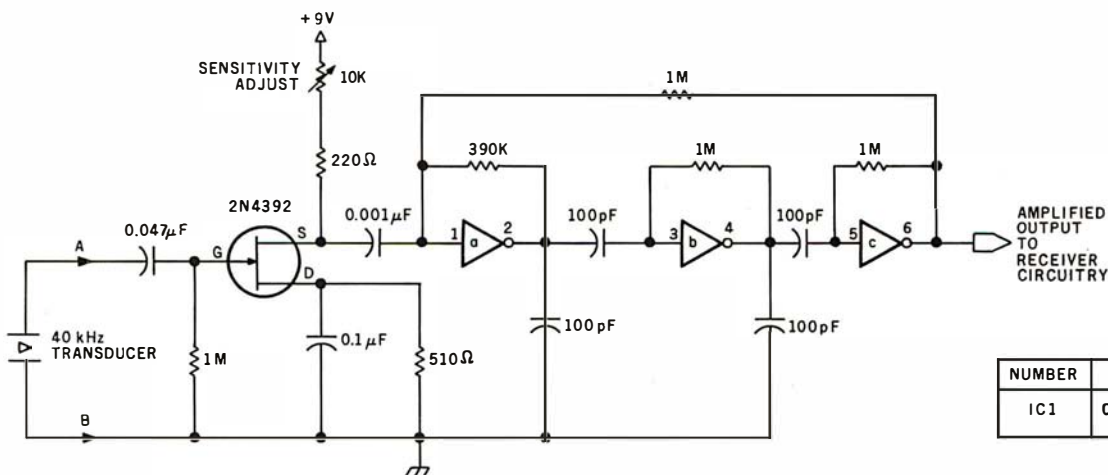 +9V
SENSITIVITY
ADJUST
10K
1M
390K
1M
1M
220Ω
2N4392
0.047μF
A
G
S
D
0.001μF
1
a
2
100pF
3
b
4
100pF
5
c
6
AMPLIFIED
OUTPUT
TO
RECEIVER
CIRCUITRY
40 kHz
TRANSDUCER
1M
0.1μF
510Ω
100pF
100pF
B
NUMBER
IC1